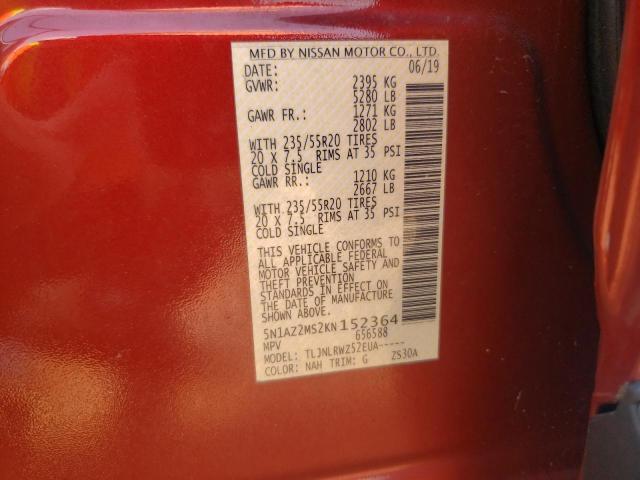 MFD BY NISSAN MOTOR CO., LTD.
DATE: 06/19
GVWR: 2395 KG
5280 LB
GAWR FR.: 1271 KG
2802 LB
WITH 235/55R20 TIRES
20 X 7.5 RIMS AT 35 PSI
COLD SINGLE
GAWR RR.: 1210 KG
2667 LB
WITH 235/55R20 TIRES
20 X 7.5 RIMS AT 35 PSI
COLD SINGLE
THIS VEHICLE CONFORMS TO
ALL APPLICABLE FEDERAL
MOTOR VEHICLE SAFETY AND
THEFT PREVENTION
STANDARDS IN EFFECT ON
THE DATE OF MANUFACTURE
SHOWN ABOVE.
5N1AZ2MS2KN152364
MPV 656588
MODEL: TLJNLRWZ52EUA-----
COLOR: NAH TRIM: G ZS30A